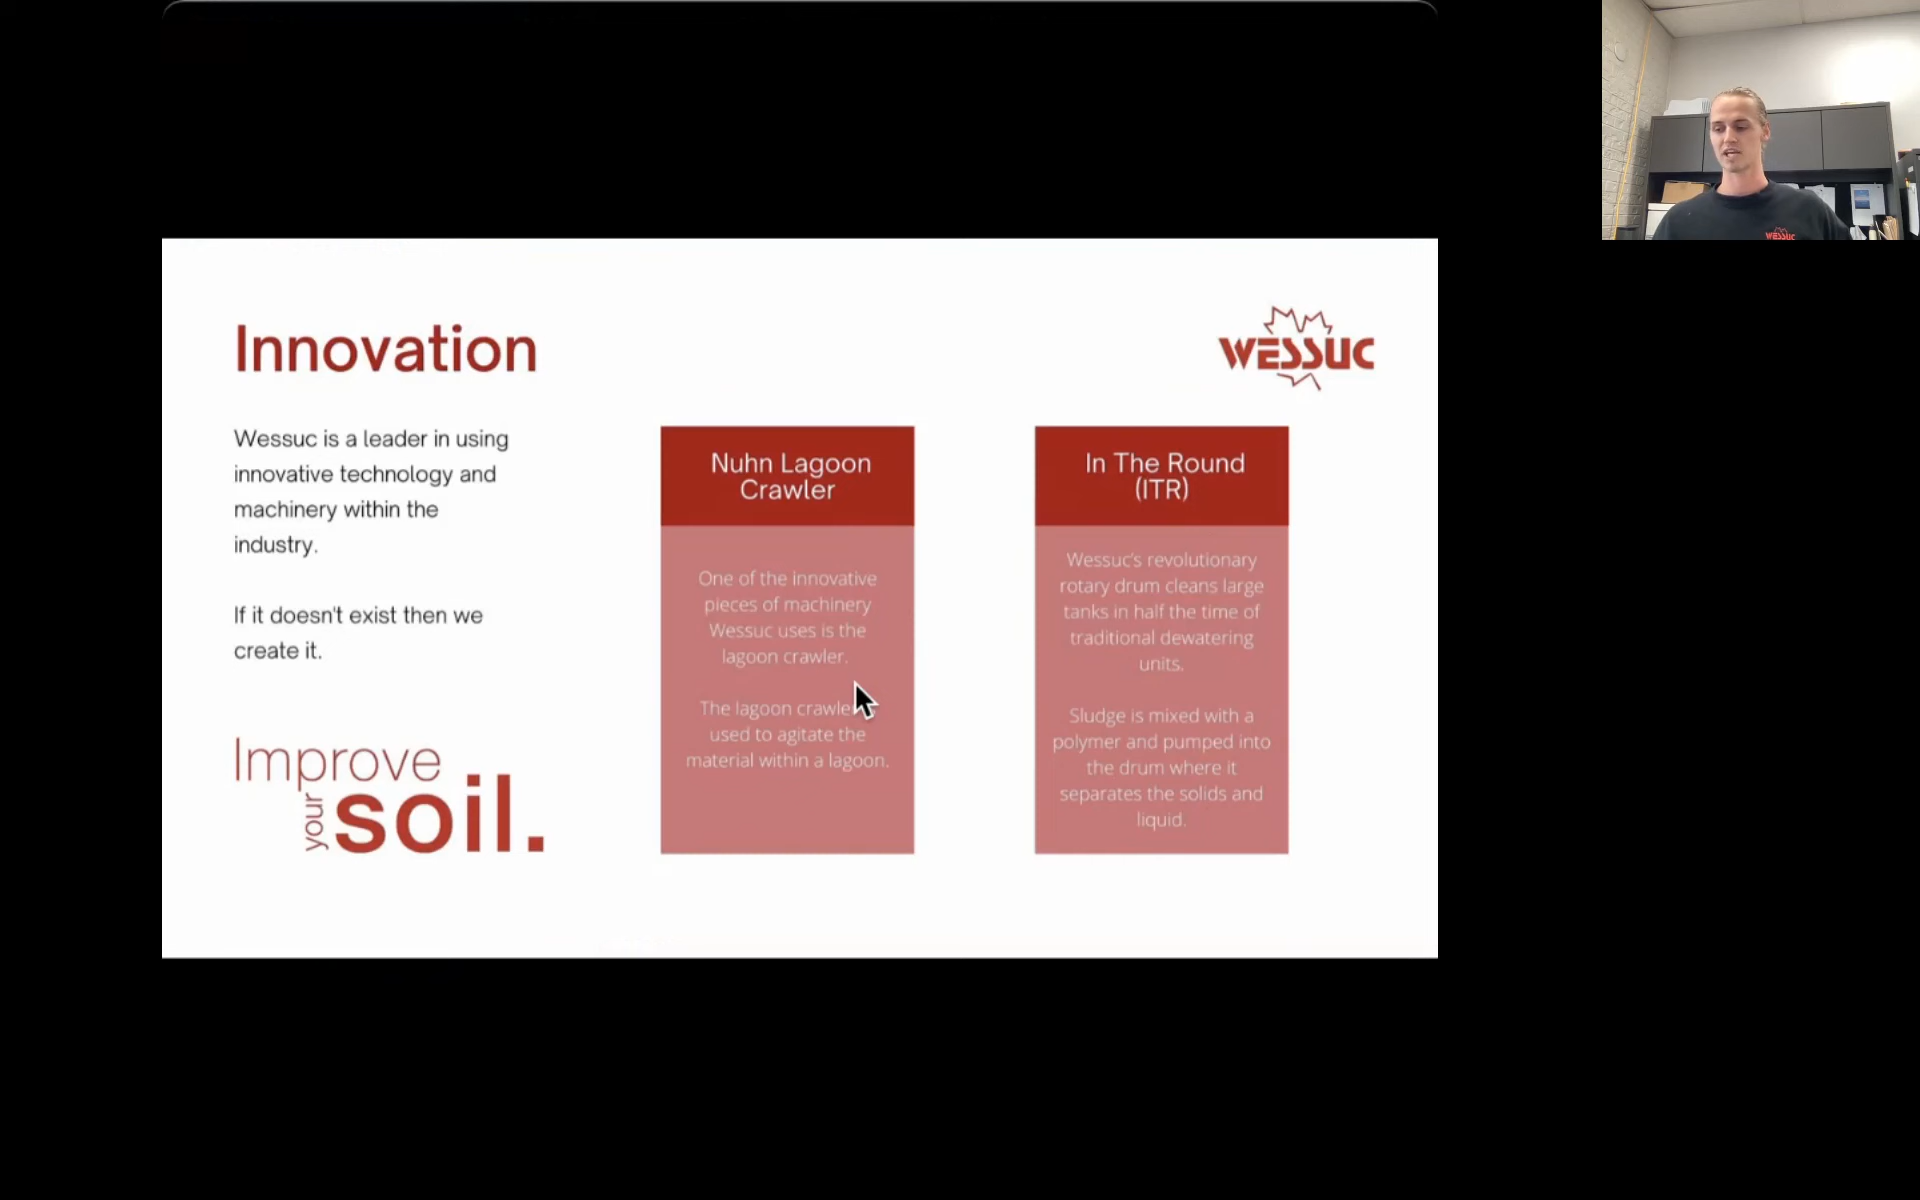 Innovation
WESSUC
Wessuc is a leader in using
innovative technology and
machinery within the
industry.
If it doesn't exist then we
create it.
Improve
your
soil.
Nuhn Lagoon
Crawler
One of the innovative
pieces of machinery
Wessuc uses is the
lagoon crawler.
The lagoon crawler
used to agitate the
material within a lagoon.
In The Round
(ITR)
Wessuc's revolutionary
rotary drum cleans large
tanks in half the time of
traditional dewatering
units.
Sludge is mixed with a
polymer and pumped into
the drum where it
separates the solids and
liquid.
WESSUC